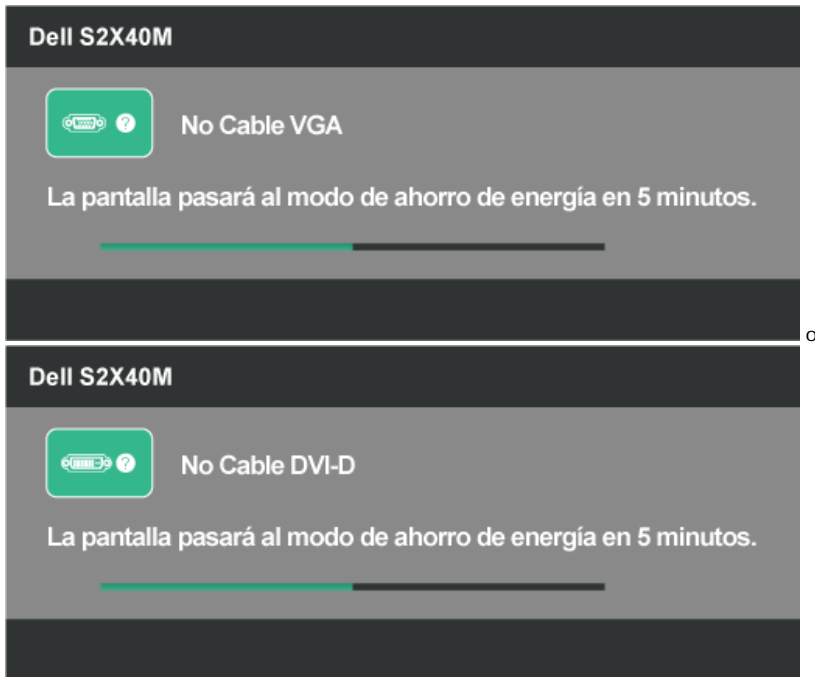 Dell S2X40M
? No Cable VGA
La pantalla pasará al modo de ahorro de energía en 5 minutos.
o
Dell S2X40M
? No Cable DVI-D
La pantalla pasará al modo de ahorro de energía en 5 minutos.